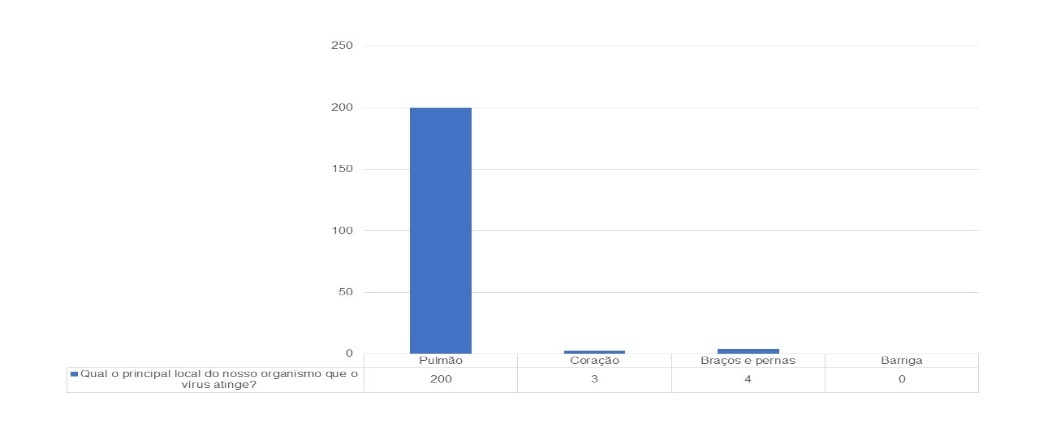 250
200
150
100
50
0
Pulmão Coração Braços e pernas Barriga
Qual o principal local do nosso organismo que o
vírus atinge?
200 3 4 0